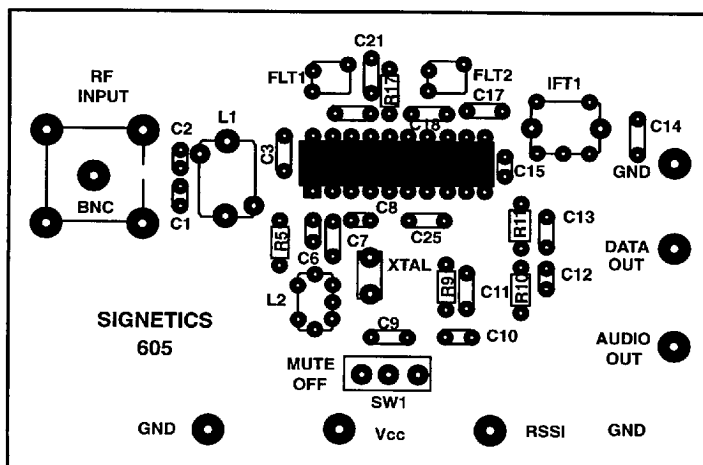 C21
RF
INPUT
FLT1
R17
FLT2
IFT1
C17
L1
C2
C18
C3
C14
C15
GND
BNC
C1
C8
R5
C25
R11
C13
C7
C6
XTAL
DATA
OUT
L2
R9
C11
R10
C12
SIGNETICS
605
C9
C10
AUDIO
OUT
MUTE
OFF
SW1
GND
Vcc
RSSI
GND